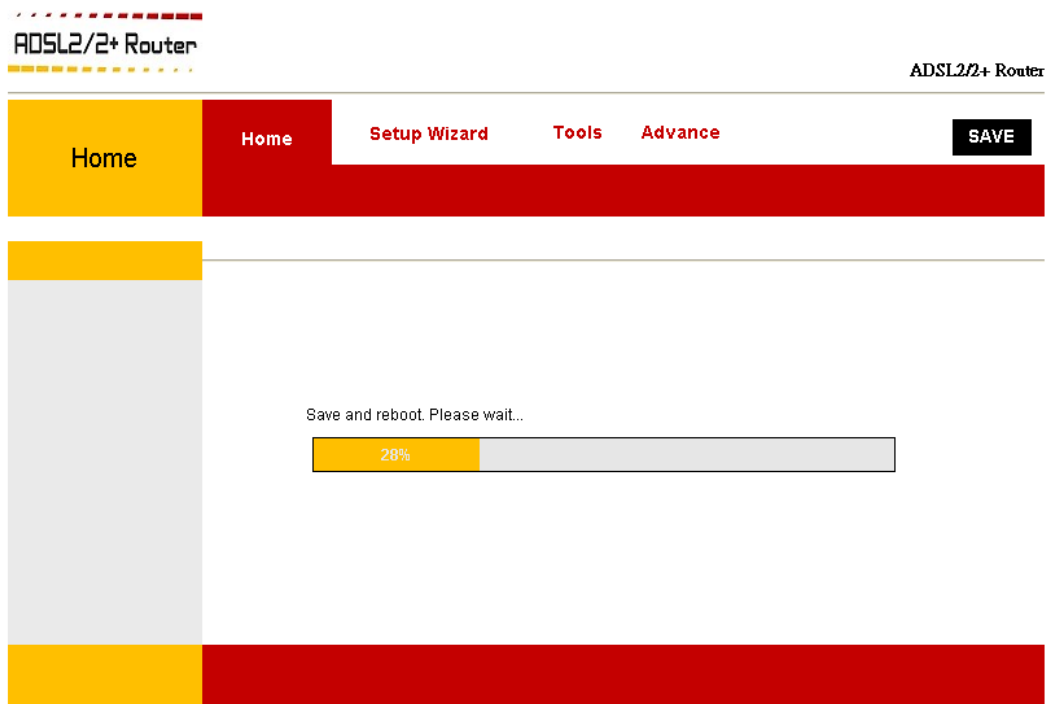 ADSL2/2+ Router
ADSL2/2+ Router
Home
Home
Setup Wizard
Tools
Advance
SAVE
Save and reboot. Please wait...
28%